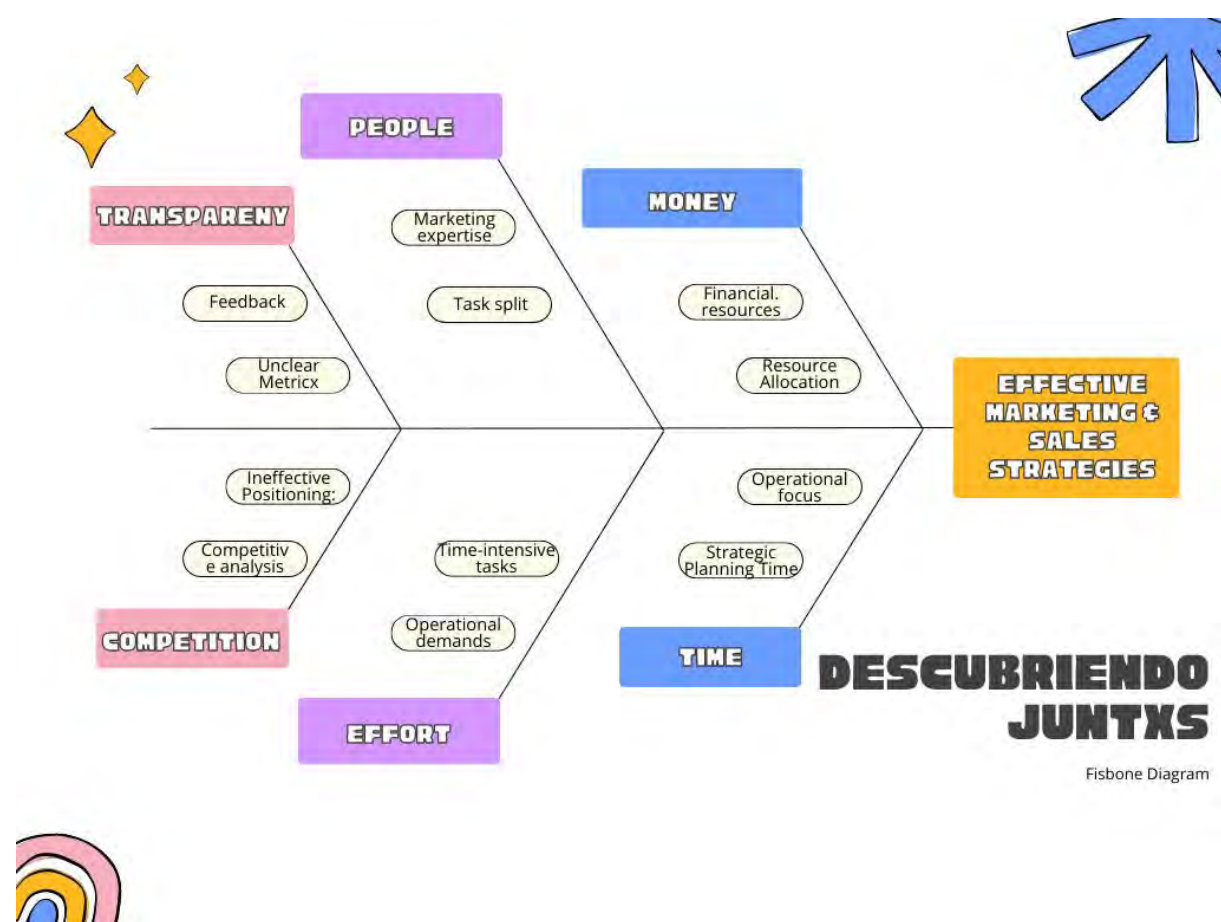 PEOPLE
MONEY
TRANSPARENY
Marketing
expertise
Feedback
Task split
Financial.
resources
Unclear
Metricx
Resource
Allocation
EFFECTIVE
MARKETING &
SALES
STRATEGIES
Ineffective
Positioning:
Operational
focus
Competitiv
e analysis
Time-intensive
tasks
Strategic
Planning Time
Operational
demands
COMPETITION
TIME
EFFORT
DESCUBRIENDO
JUNTXS
Fisbone Diagram